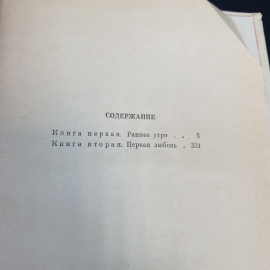 СОДЕРЖАНИЕ
Книга первая. Раннее утро . . 5
Книга вторая. Первая любовь . 331